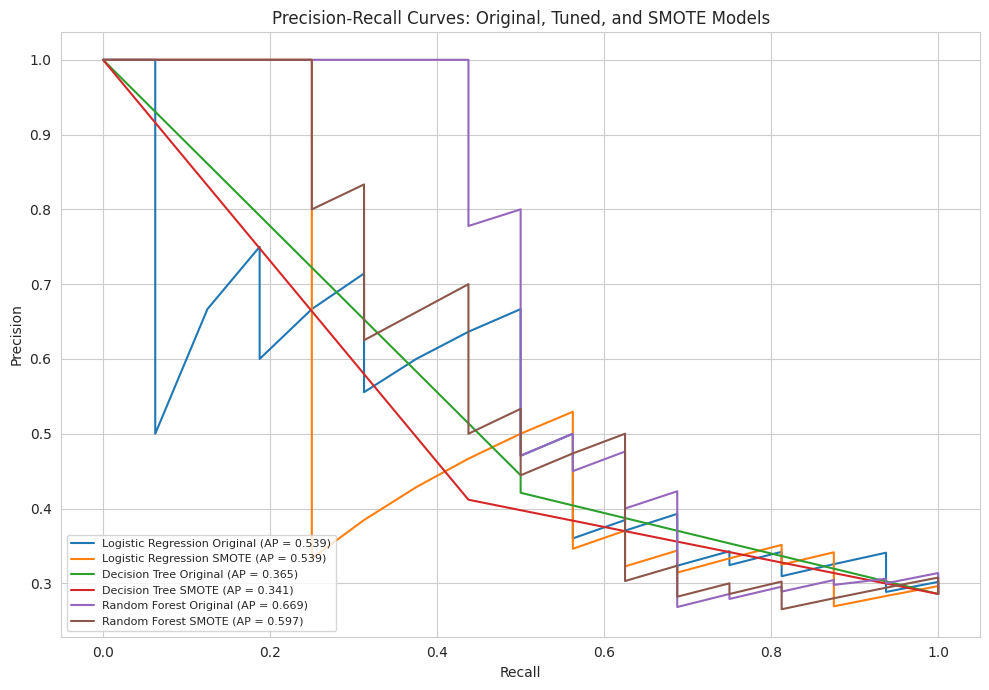 Precision-Recall Curves: Original, Tuned, and SMOTE Models
Precision
1.0
0.9
0.8
0.7
0.6
0.5
0.4
0.3
Logistic Regression Original (AP = 0.539)
Logistic Regression SMOTE (AP = 0.539)
Decision Tree Original (AP = 0.365)
Decision Tree SMOTE (AP = 0.341)
Random Forest Original (AP = 0.669)
Random Forest SMOTE (AP = 0.597)
0.0 0.2 0.4 0.6 0.8 1.0
Recall